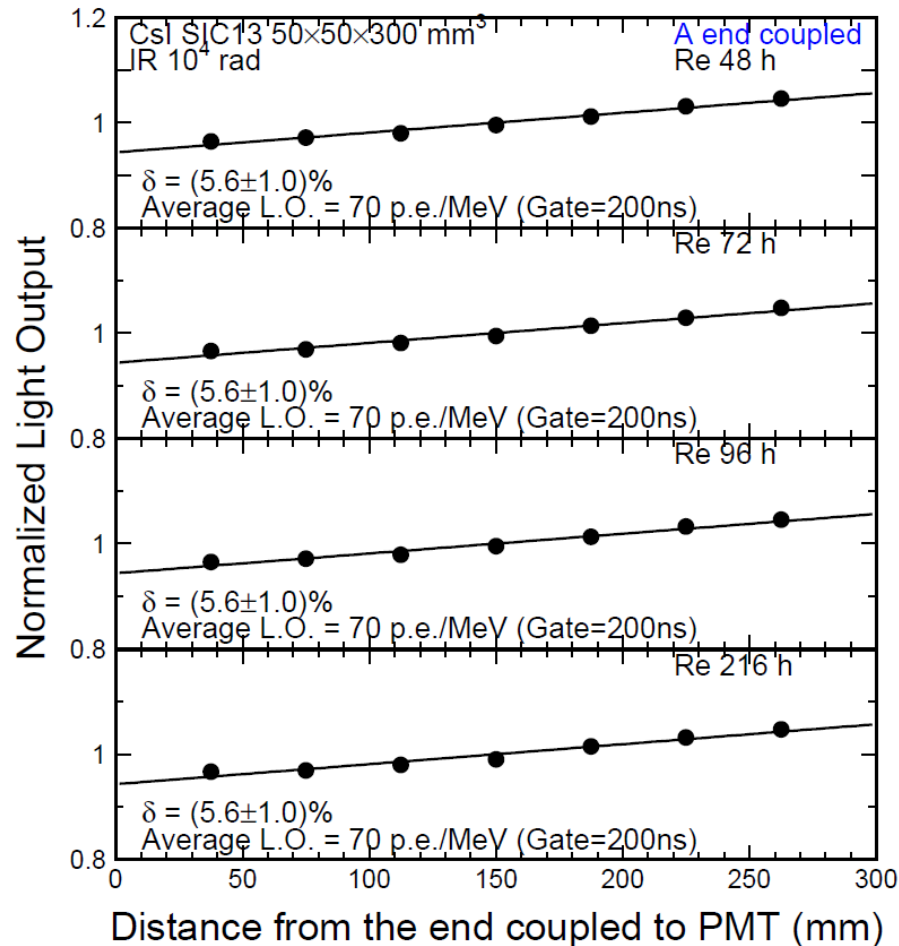 1.2
CsI SIC13 50×50×300 mm³
A end coupled
IR 10⁴ rad
Re 48 h
1
δ = (5.6±1.0)%
Average L.O. = 70 p.e./MeV (Gate=200ns)
0.8
Re 72 h
1
δ = (5.6±1.0)%
Average L.O. = 70 p.e./MeV (Gate=200ns)
0.8
Re 96 h
1
δ = (5.6±1.0)%
Average L.O. = 70 p.e./MeV (Gate=200ns)
0.8
Re 216 h
1
δ = (5.6±1.0)%
Average L.O. = 70 p.e./MeV (Gate=200ns)
0.8
0 50 100 150 200 250 300
Distance from the end coupled to PMT (mm)
Normalized Light Output